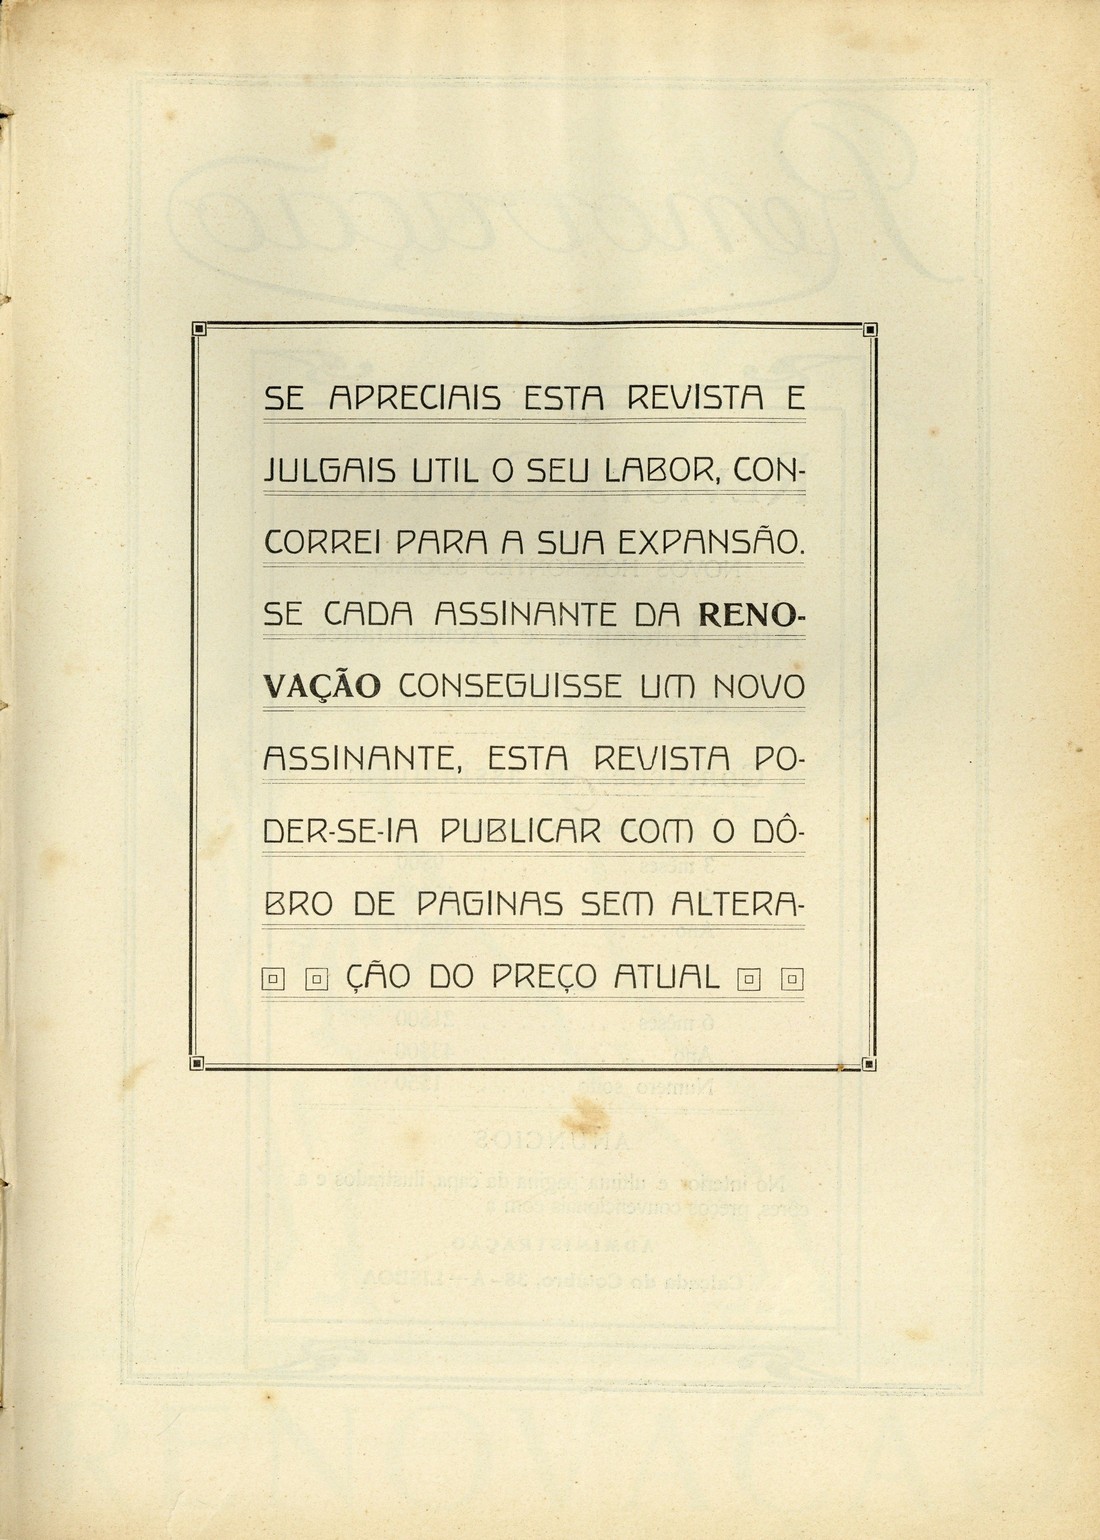 SE APRECIAIS ESTA REVISTA E
JULGAIS UTIL O SEU LABOR, CON-
CORREI PARA A SUA EXPANSÃO.
SE CADA ASSINANTE DA RENO-
VAÇÃO CONSEGUISSE UM NOVO
ASSINANTE, ESTA REVISTA PO-
DER-SE-IA PUBLICAR COM O DÔ-
BRO DE PAGINAS SEM ALTERA-
ÇÃO DO PREÇO ATUAL